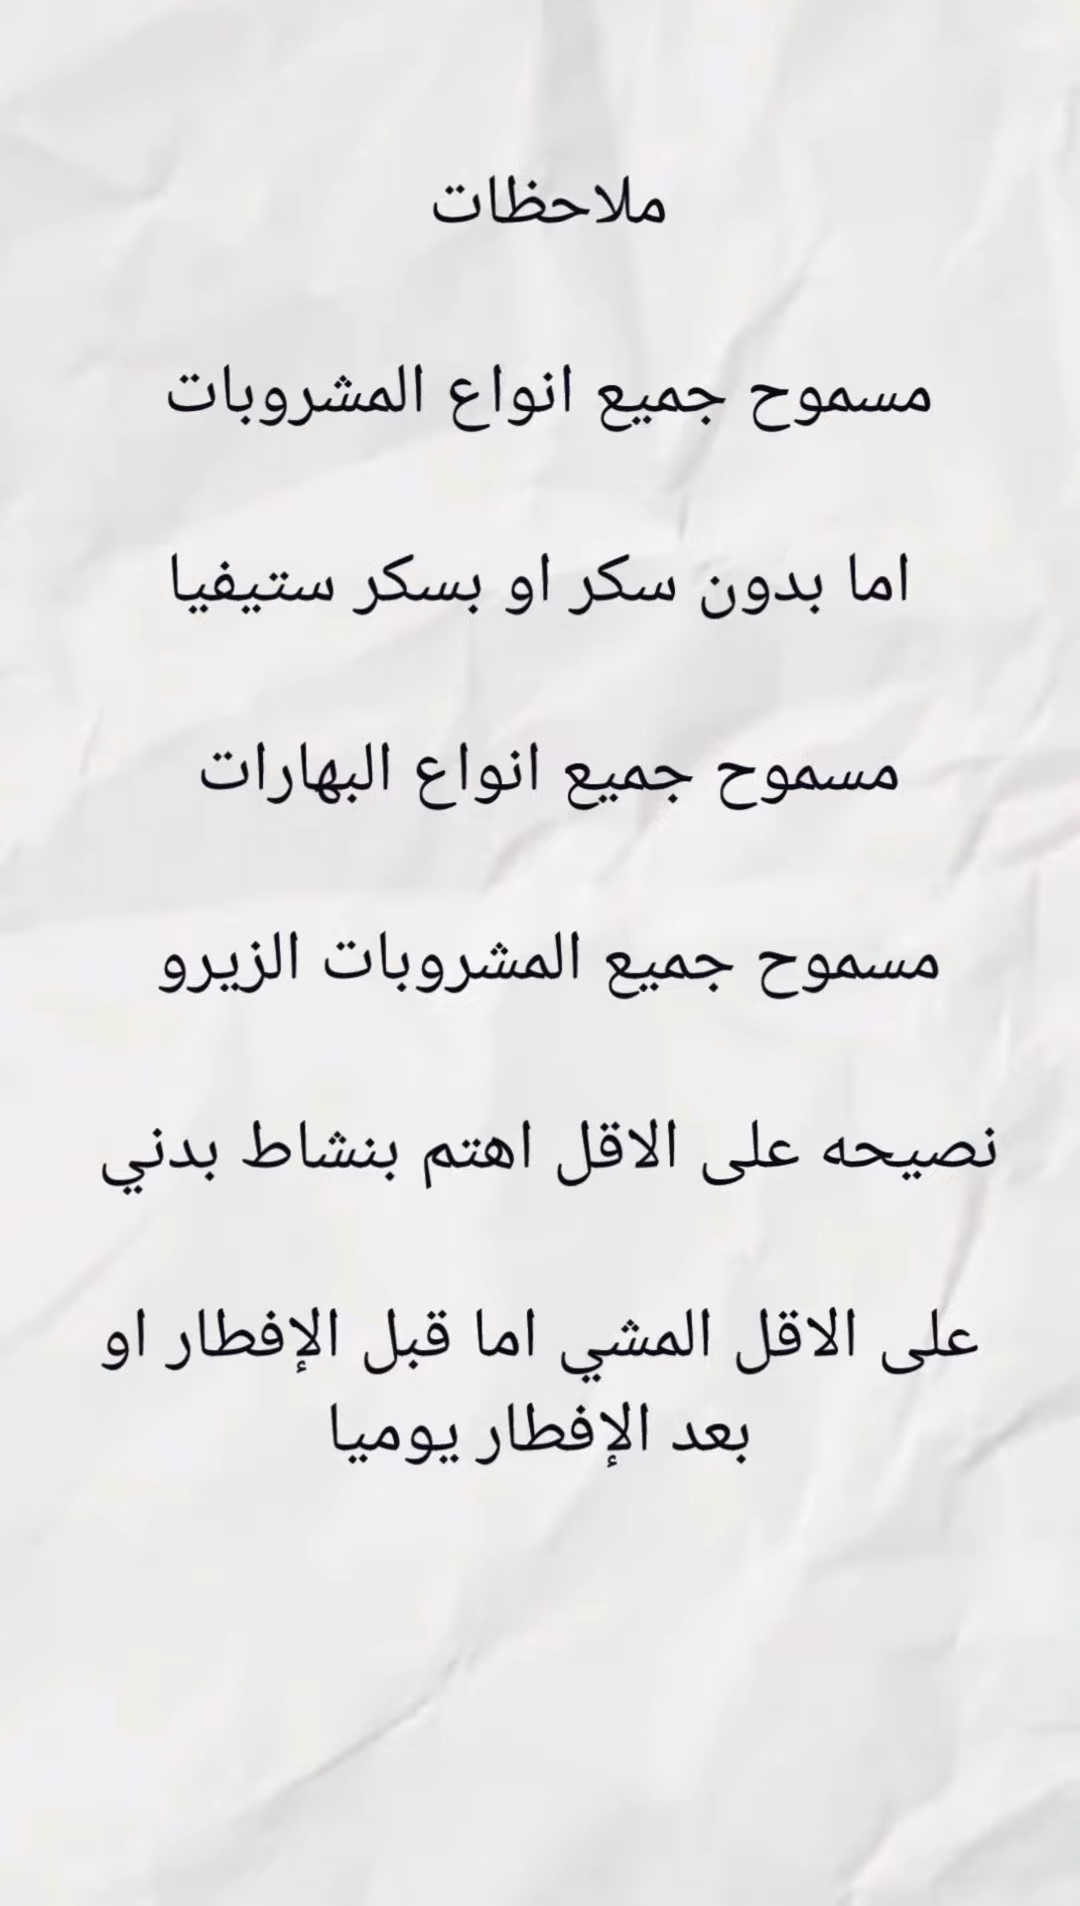 ملاحظات
مسموح جميع انواع المشروبات
اما بدون سكر او بسكر ستيفيا
مسموح جميع انواع البهارات
مسموح جميع المشروبات الزيرو
نصيحه على الاقل اهتم بنشاط بدني
على الاقل المشي اما قبل الإفطار او
بعد الإفطار يوميا